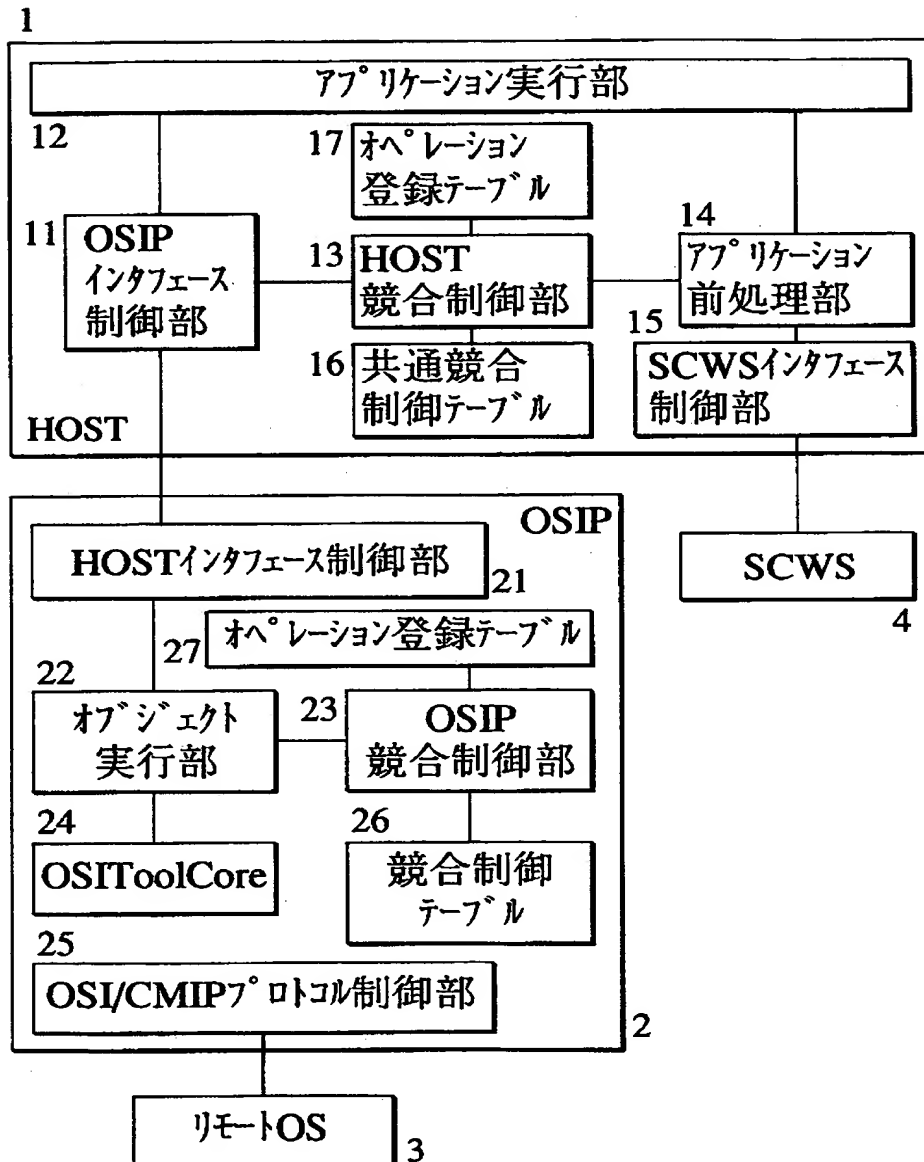 1
アプリケーション実行部
12
17
オペレーション
登録テーブル
11
OSIP
インタフェース
制御部
13
HOST
競合制御部
14
アプリケーション
前処理部
16
共通競合
制御テーブル
15
SCWSインタフェース
制御部
HOST
OSIP
HOSTインタフェース制御部
21
SCWS
4
27
オペレーション登録テーブル
22
オブジェクト
実行部
23
OSIP
競合制御部
24
OSIToolCore
26
競合制御
テーブル
25
OSI/CMIPプロトコル制御部
2
リモートOS
3